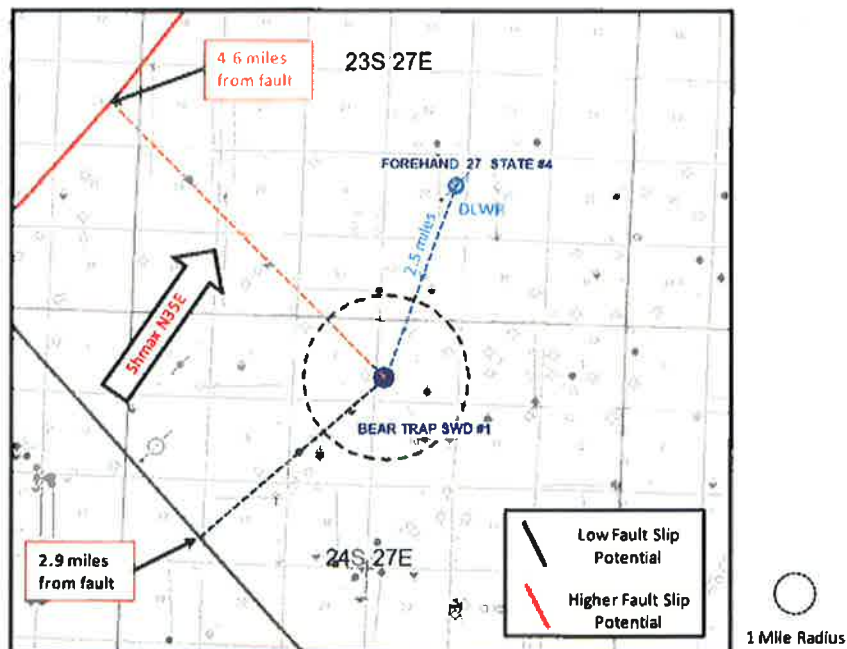 4.6 miles
from fault
23S 27E
FOREHAND 27 STATE #4
DLWR
2.5 miles
Shmax N35E
BEAR TRAP SWD #1
2.9 miles
from fault
24S 27E
Low Fault Slip
Potential
Higher Fault Slip
Potential
1 Mile Radius